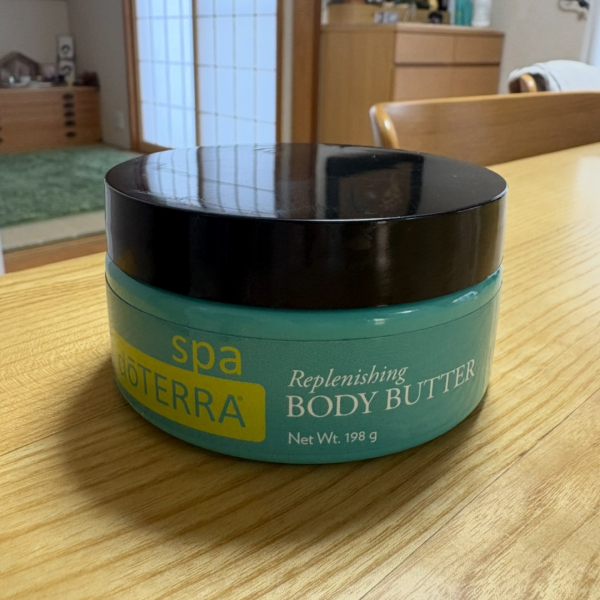 spa
dōTERRA®
Replenishing
BODY BUTTER
Net Wt. 198 g